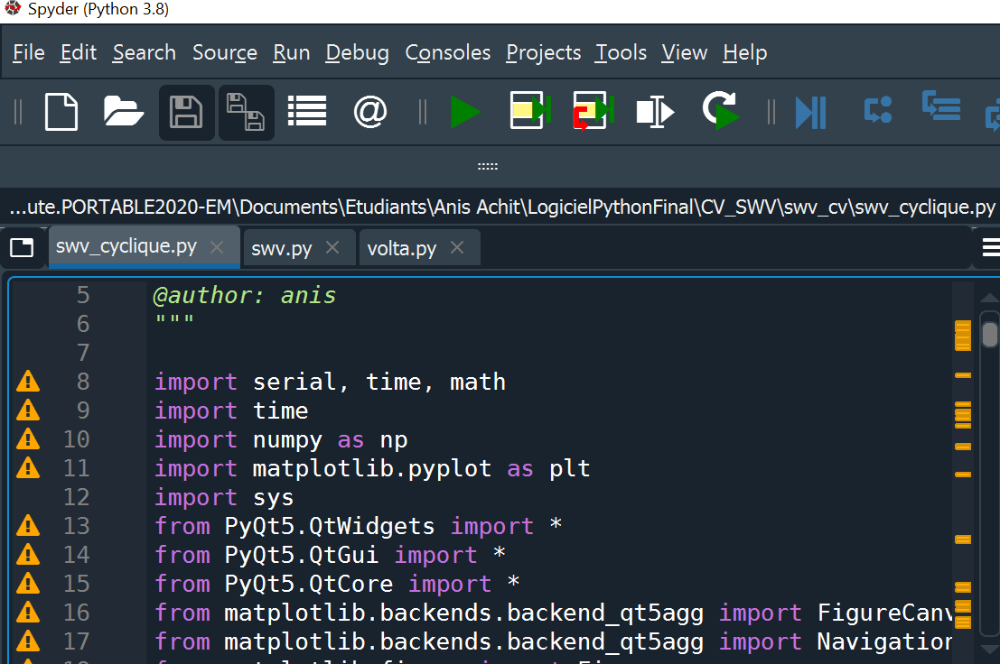 Spyder (Python 3.8)
File Edit Search Source Run Debug Consoles Projects Tools View Help
...ute.PORTABLE2020-EM\Documents\Etudiants\Anis Achit\LogicielPythonFinal\CV_SWV\swv_cv\swv_cyclique.py
swv_cyclique.py swv.py volta.py
5 @author: anis
6 """
7
8 import serial, time, math
9 import time
10 import numpy as np
11 import matplotlib.pyplot as plt
12 import sys
13 from PyQt5.QtWidgets import *
14 from PyQt5.QtGui import *
15 from PyQt5.QtCore import *
16 from matplotlib.backends.backend_qt5agg import FigureCanv
17 from matplotlib.backends.backend_qt5agg import Navigation